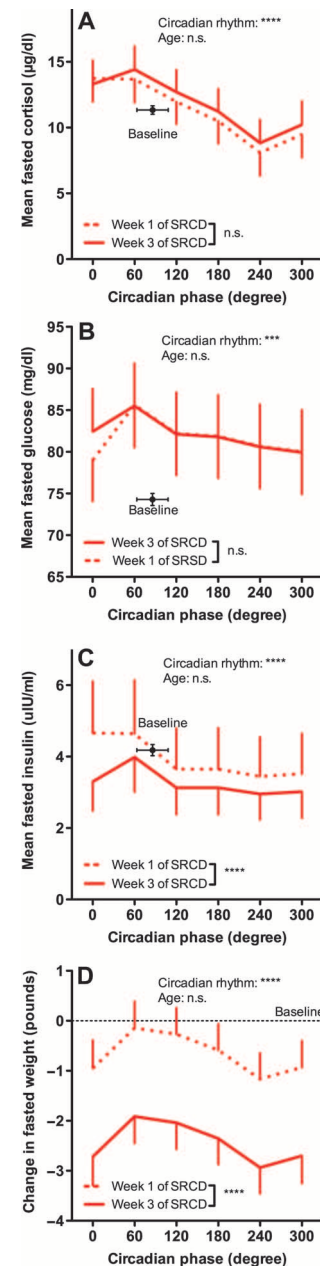 A
Circadian rhythm: ****
Age: n.s.
Mean fasted cortisol (µg/dl)
15
10
5
0
Baseline
Week 1 of SRCD
Week 3 of SRCD
n.s.
0 60 120 180 240 300
Circadian phase (degree)
B
Circadian rhythm: ***
Age: n.s.
Mean fasted glucose (mg/dl)
95
90
85
80
75
70
65
Baseline
Week 3 of SRCD
Week 1 of SRSD
n.s.
0 60 120 180 240 300
Circadian phase (degree)
C
Circadian rhythm: ****
Age: n.s.
Mean fasted insulin (uIU/ml)
6
4
2
0
Baseline
Week 1 of SRCD
Week 3 of SRCD
****
0 60 120 180 240 300
Circadian phase (degree)
D
Circadian rhythm: ****
Age: n.s.
Change in fasted weight (pounds)
1
0
–1
–2
–3
–4
Baseline
Week 1 of SRCD
Week 3 of SRCD
****
0 60 120 180 240 300
Circadian phase (degree)